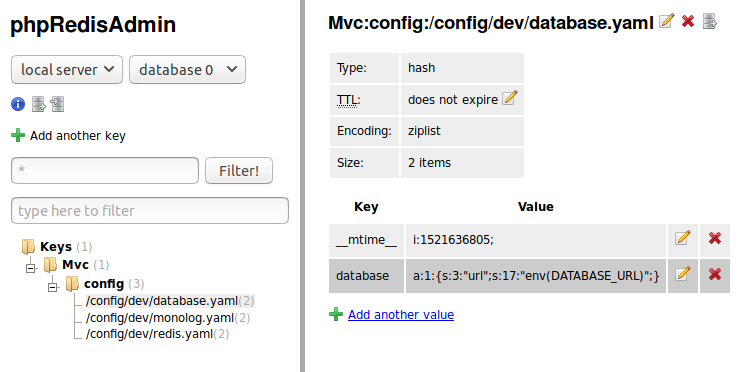 phpRedisAdmin
local server
database 0
Add another key
*
Filter!
type here to filter
Keys (1)
Mvc (1)
config (3)
/config/dev/database.yaml(2)
/config/dev/monolog.yaml(2)
/config/dev/redis.yaml(2)
Mvc:config:/config/dev/database.yaml
Type: hash
TTL: does not expire
Encoding: ziplist
Size: 2 items
Key Value
__mtime__ i:1521636805;
database a:1:{s:3:"url";s:17:"env(DATABASE_URL)";}
Add another value